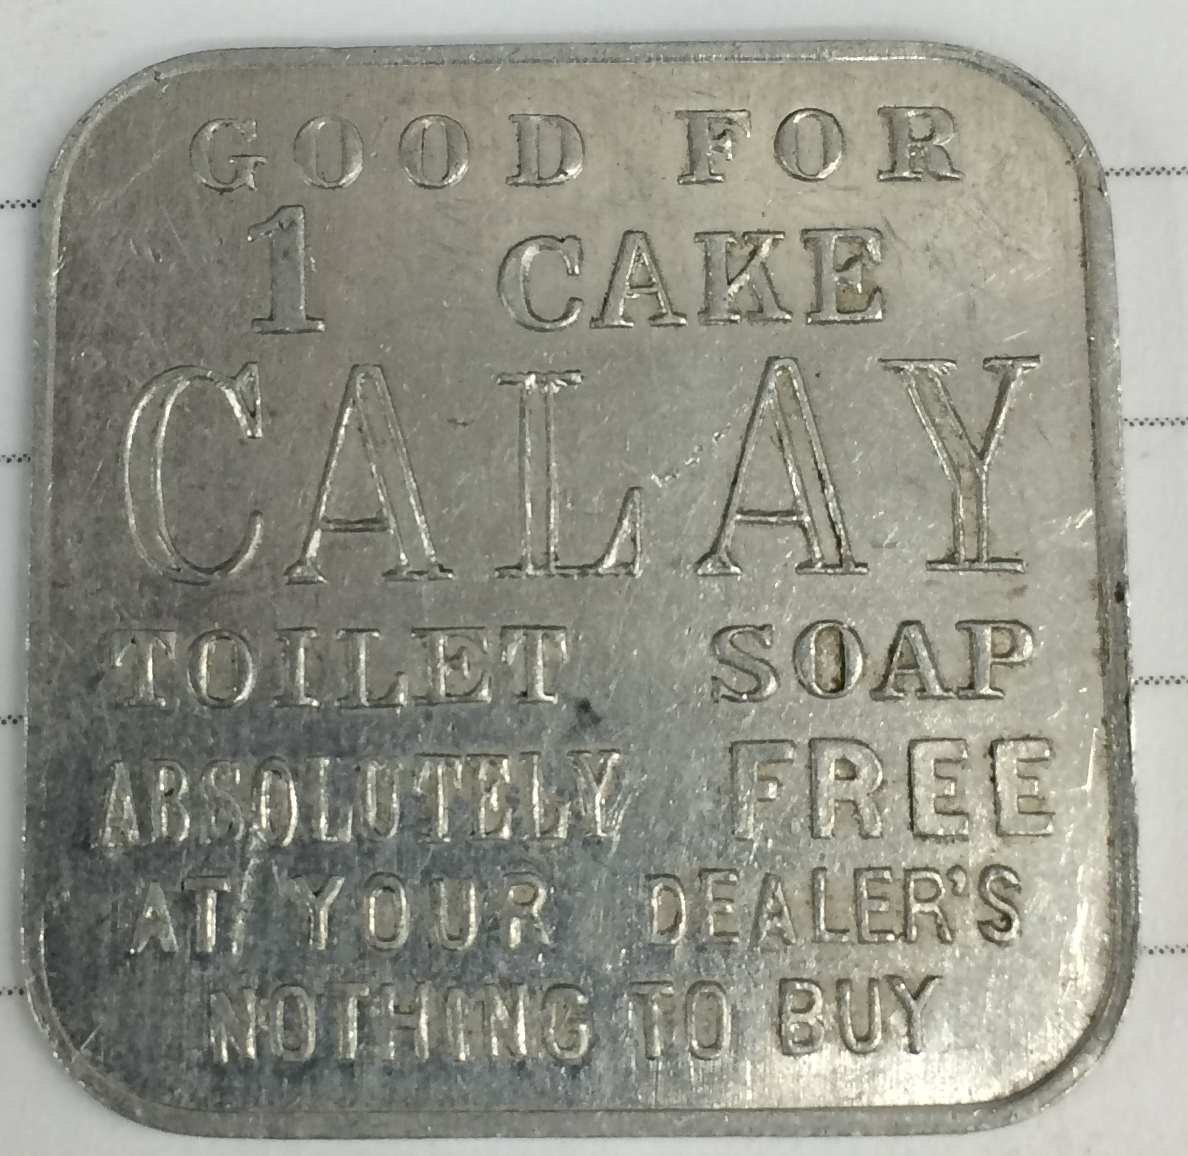 GOOD FOR
1 CAKE
CALAY
TOILET SOAP
ABSOLUTELY FREE
AT YOUR DEALER'S
NOTHING TO BUY